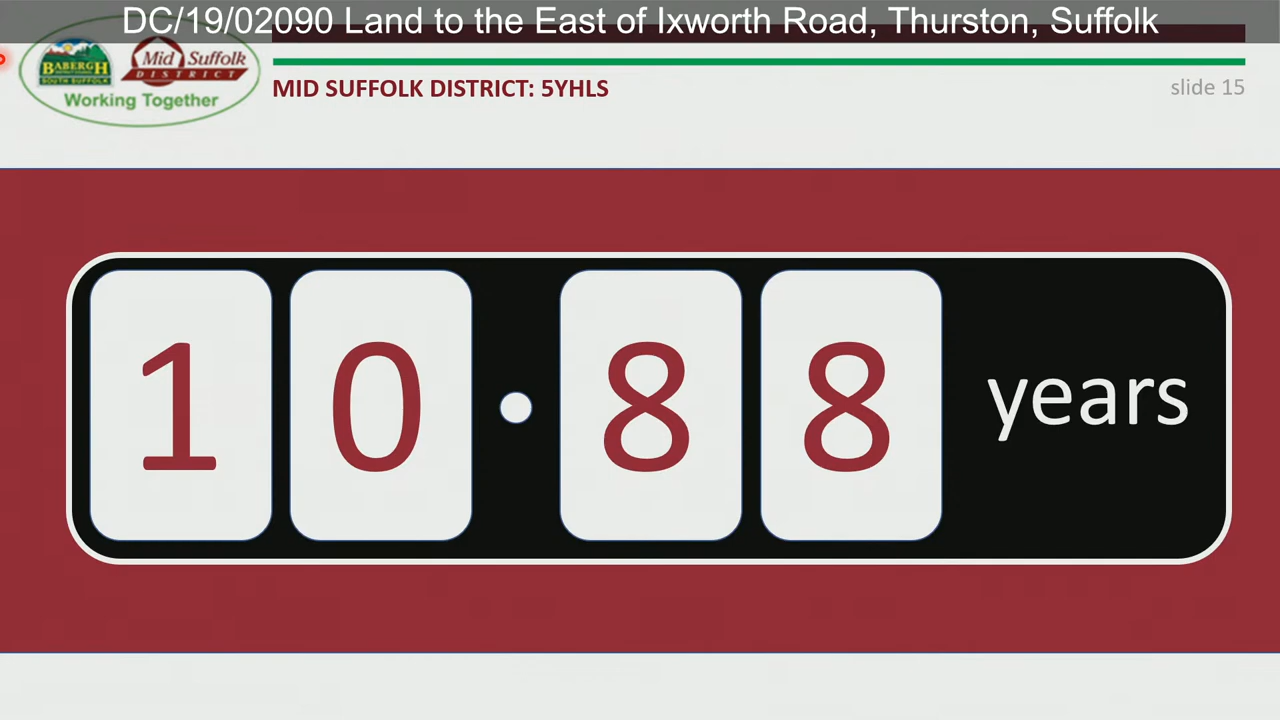 DC/19/02090 Land to the East of Ixworth Road, Thurston, Suffolk
BABERGH
SOUTH SUFFOLK
Mid Suffolk
DISTRICT
Working Together
MID SUFFOLK DISTRICT: 5YHLS
slide 15
10.88 years